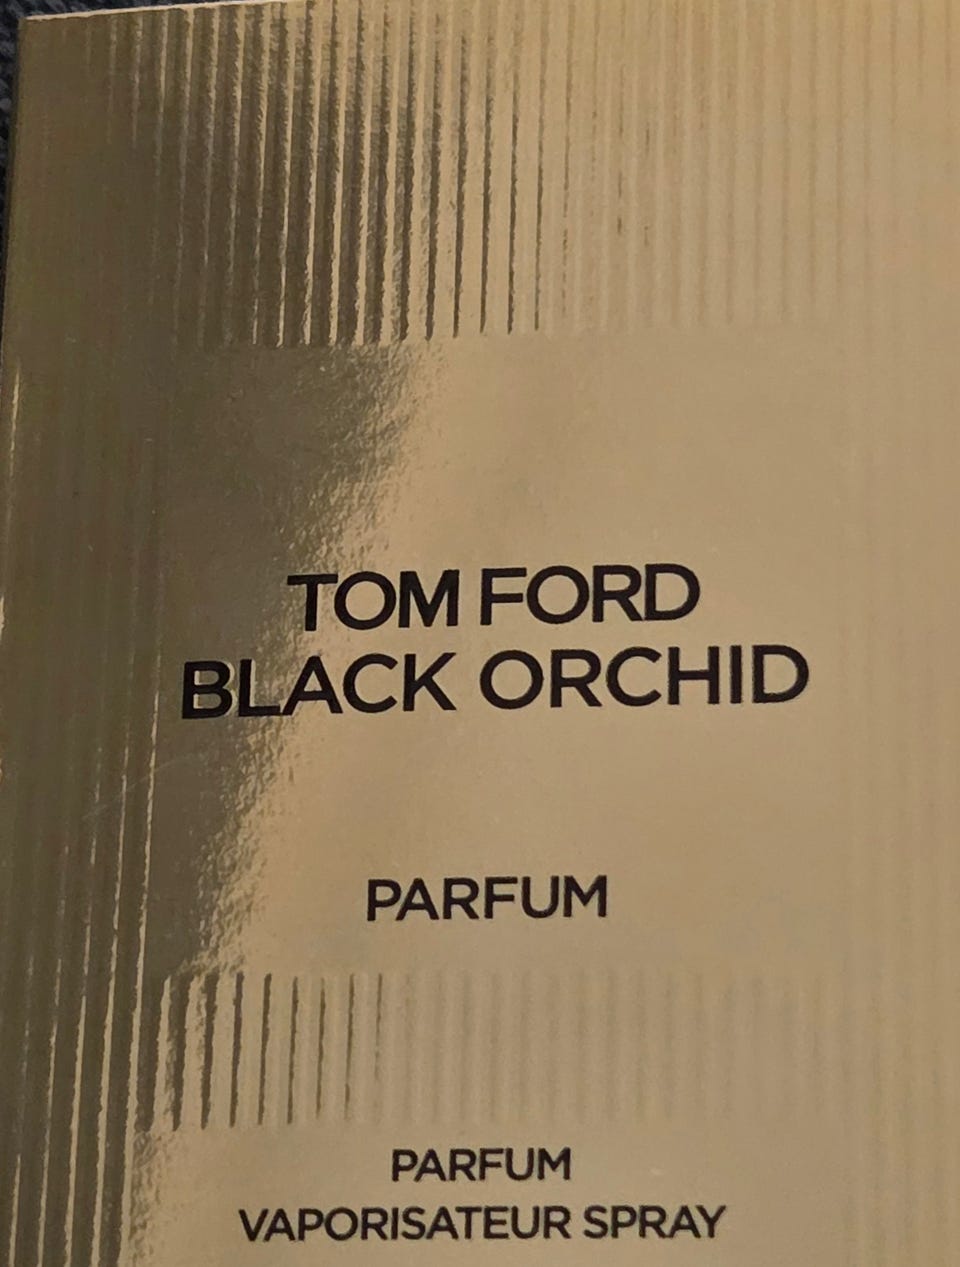 TOM FORD
BLACK ORCHID
PARFUM
PARFUM
VAPORISATEUR SPRAY